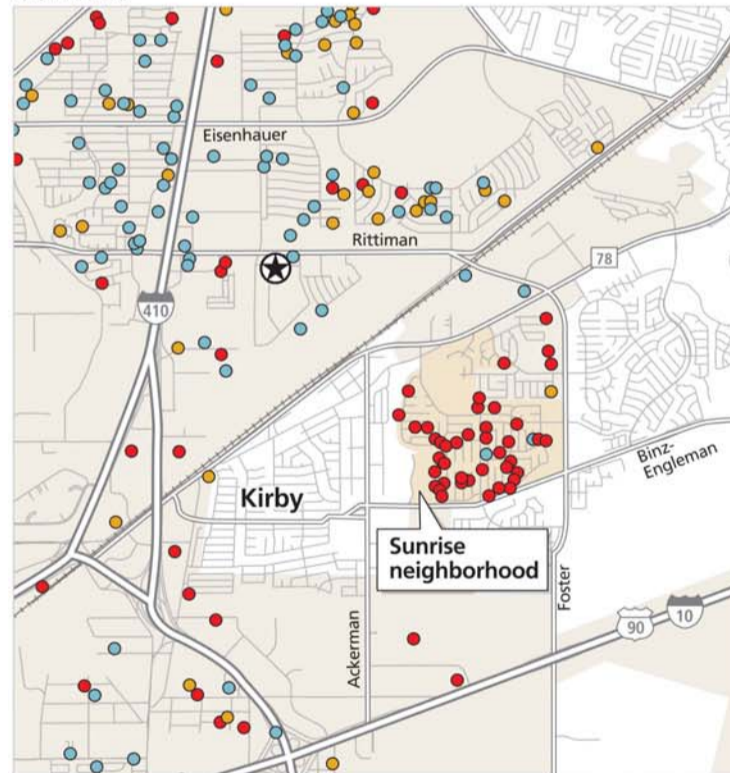 Eisenhauer
Rittiman
78
410
Kirby
Binz-
Engleman
Sunrise
neighborhood
Foster
Ackerman
90
10